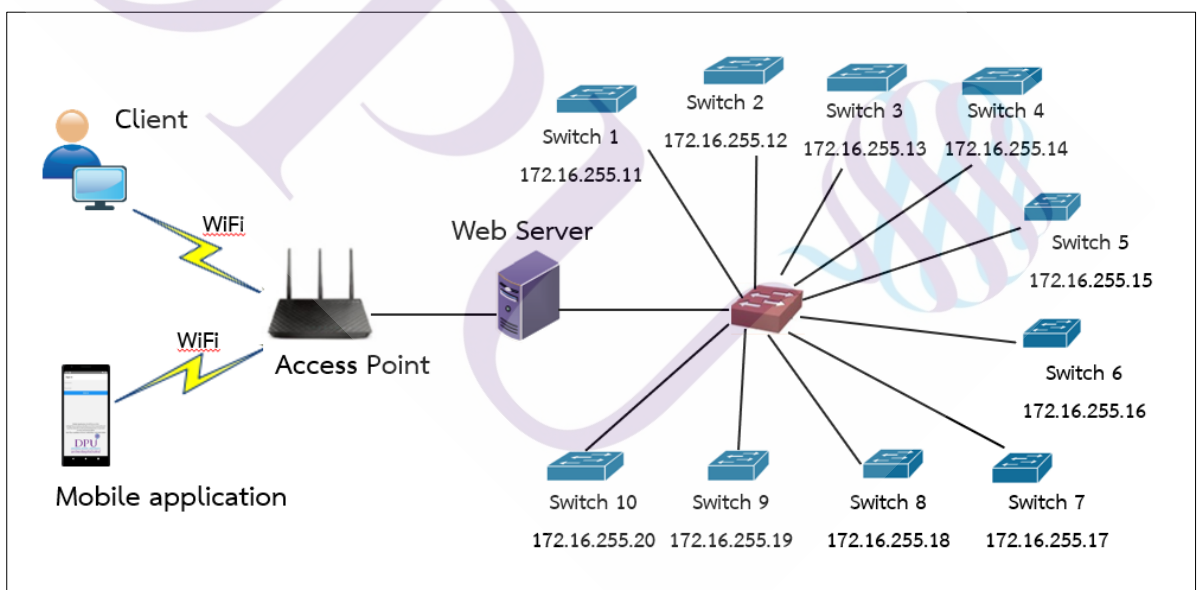 Client
WiFi
WiFi
Mobile application
DPU
Access Point
Web Server
Switch 1
172.16.255.11
Switch 2
172.16.255.12
Switch 3
172.16.255.13
Switch 4
172.16.255.14
Switch 5
172.16.255.15
Switch 6
172.16.255.16
Switch 10
172.16.255.20
Switch 9
172.16.255.19
Switch 8
172.16.255.18
Switch 7
172.16.255.17